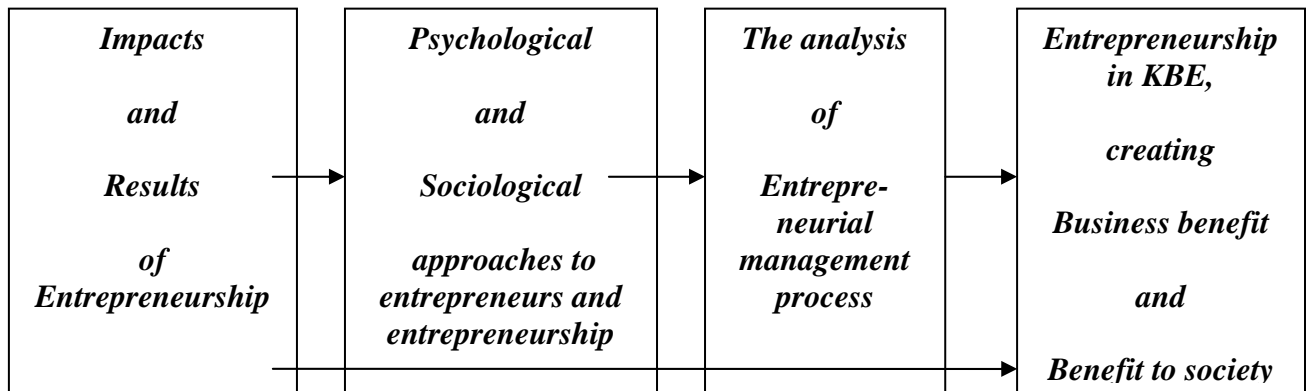 Impacts
and
Results
of
Entrepreneurship
Psychological
and
Sociological
approaches to
entrepreneurs and
entrepreneurship
The analysis
of
Entrepre-
neurial
management
process
Entrepreneurship
in KBE,
creating
Business benefit
and
Benefit to society